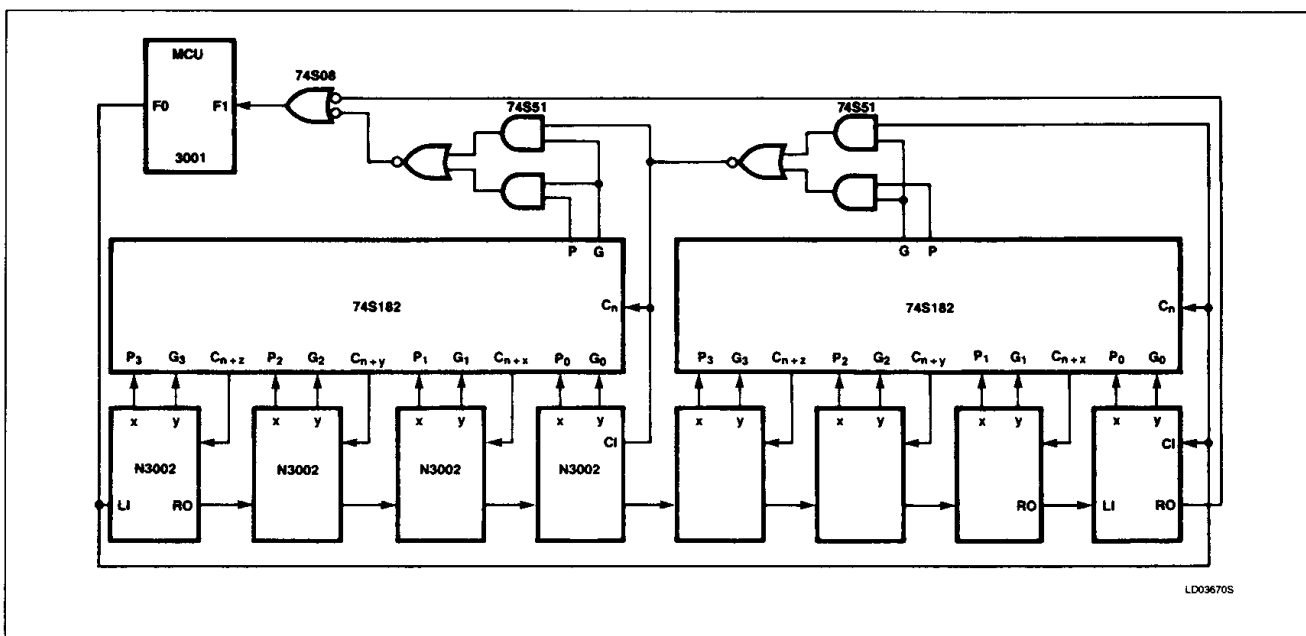 MCU
F0 F1
3001
74S08
74S51
74S51
P G
74S182
Cn
P3 G3 Cn+z P2 G2 Cn+y P1 G1 Cn+x P0 G0
G P
74S182
Cn
P3 G3 Cn+z P2 G2 Cn+y P1 G1 Cn+x P0 G0
x y
N3002
LI RO
x y
N3002
x y
N3002
x y
CI
N3002
x y
x y
x y
RO
x y
CI
LI RO
LD03670S